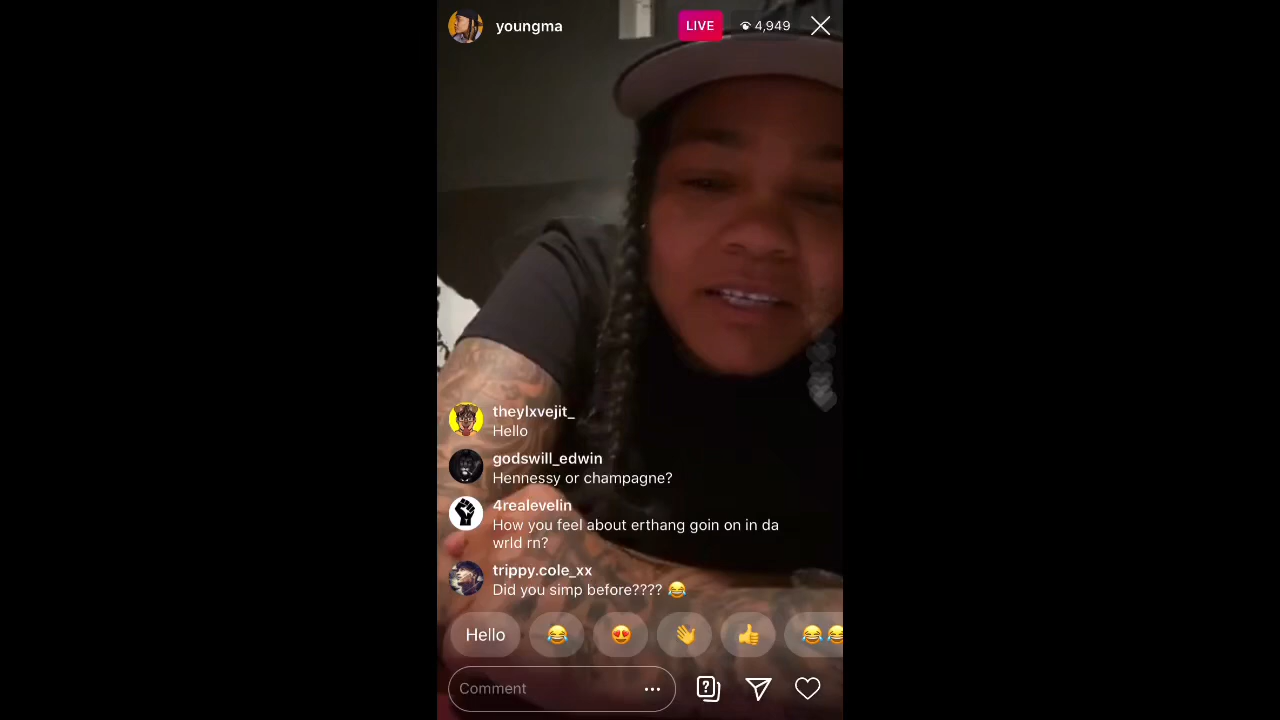 youngma
LIVE
4,949
theylxvejit_
Hello
godswill_edwin
Hennessy or champagne?
4realevelin
How you feel about erthang goin on in da
wrld rn?
trippy.cole_xx
Did you simp before???? 😂
Hello 😂 😍 👋 👍 😂😂
Comment